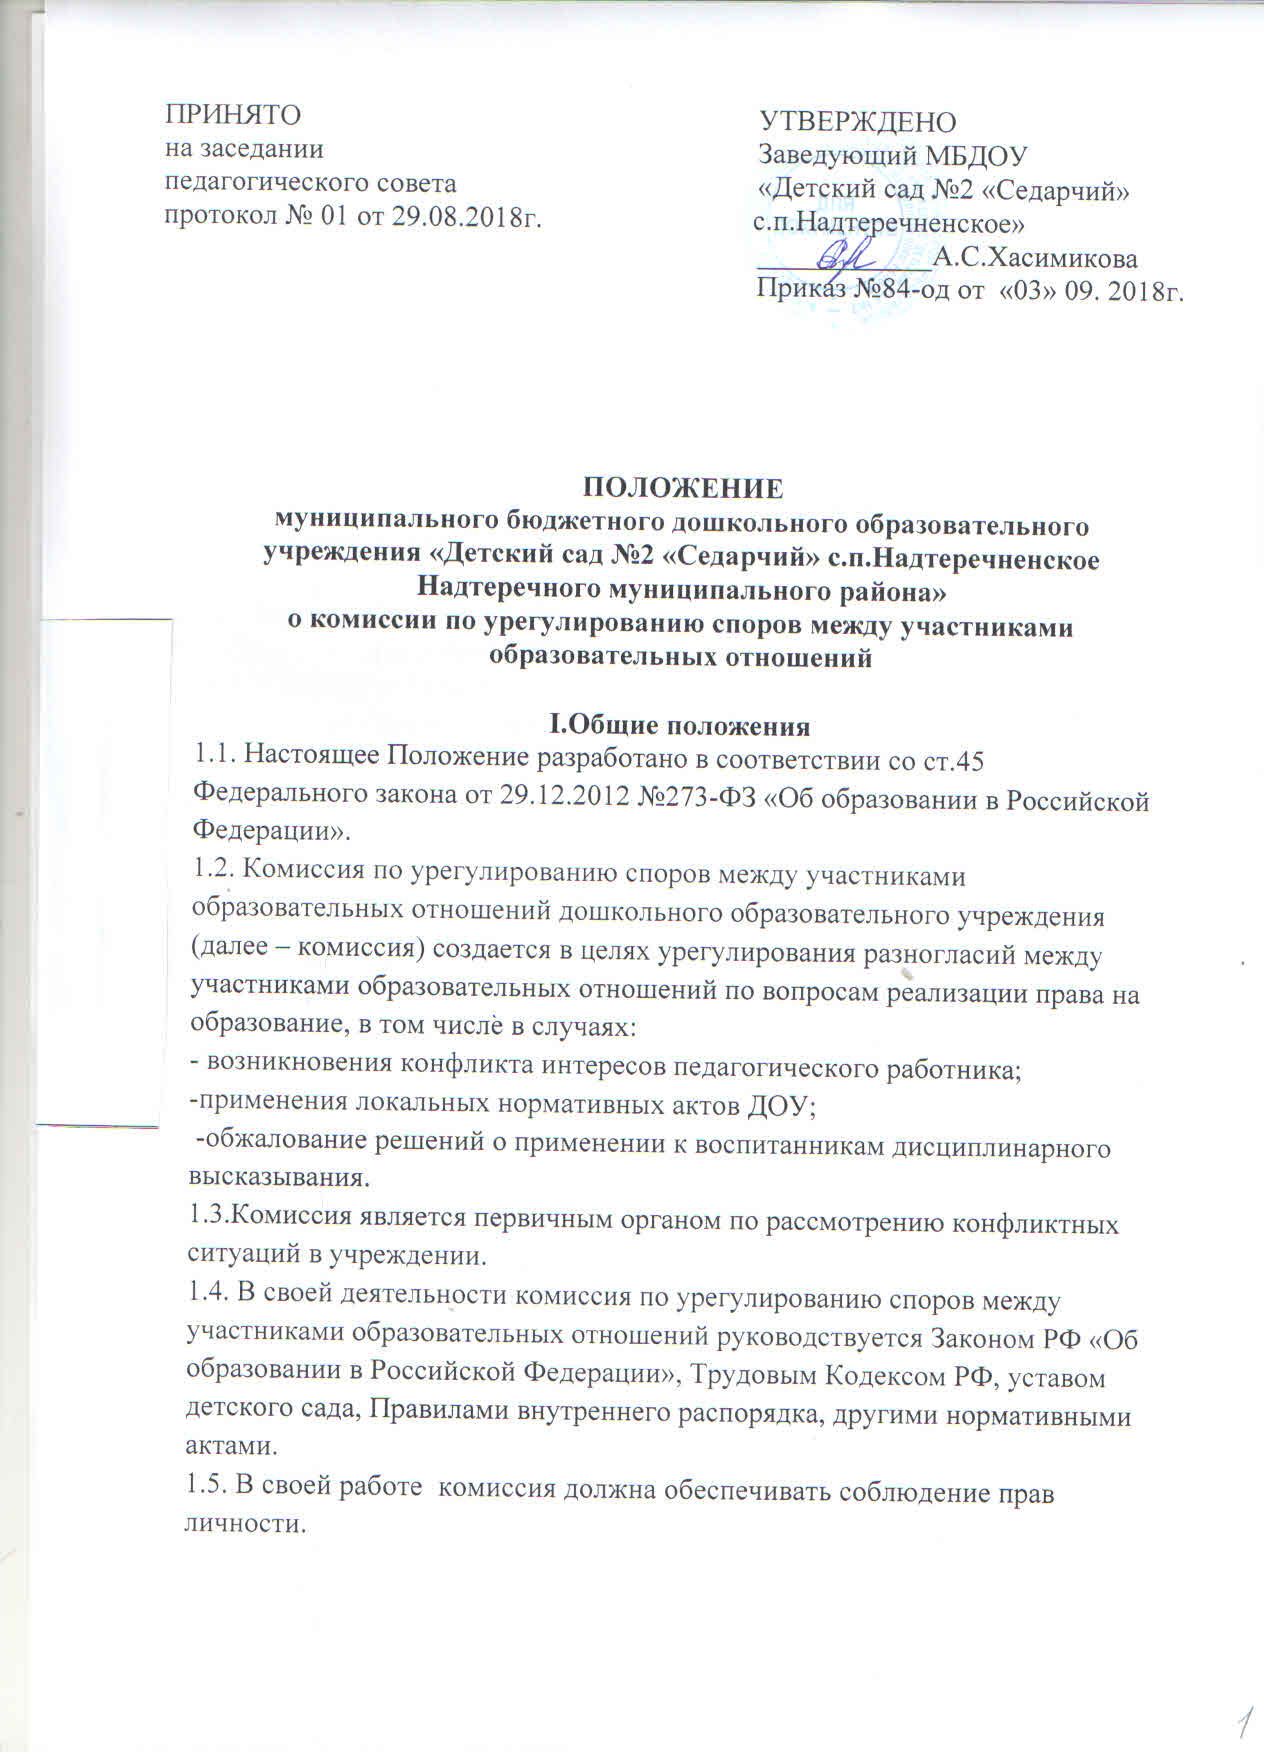 ПРИНЯТО
на заседании
педагогического совета
протокол № 01 от 29.08.2018г.
УТВЕРЖДЕНО
Заведующий МБДОУ
«Детский сад №2 «Седарчий»
с.п.Надтеречненское»
____________А.С.Хасимикова
Приказ №84-од от «03» 09. 2018г.
ПОЛОЖЕНИЕ
муниципального бюджетного дошкольного образовательного
учреждения «Детский сад №2 «Седарчий» с.п.Надтеречненское
Надтеречного муниципального района»
о комиссии по урегулированию споров между участниками
образовательных отношений
I.Общие положения
1.1. Настоящее Положение разработано в соответствии со ст.45
Федерального закона от 29.12.2012 №273-ФЗ «Об образовании в Российской
Федерации».
1.2. Комиссия по урегулированию споров между участниками
образовательных отношений дошкольного образовательного учреждения
(далее – комиссия) создается в целях урегулирования разногласий между
участниками образовательных отношений по вопросам реализации права на
образование, в том числе в случаях:
- возникновения конфликта интересов педагогического работника;
-применения локальных нормативных актов ДОУ;
-обжалование решений о применении к воспитанникам дисциплинарного
высказывания.
1.3.Комиссия является первичным органом по рассмотрению конфликтных
ситуаций в учреждении.
1.4. В своей деятельности комиссия по урегулированию споров между
участниками образовательных отношений руководствуется Законом РФ «Об
образовании в Российской Федерации», Трудовым Кодексом РФ, уставом
детского сада, Правилами внутреннего распорядка, другими нормативными
актами.
1.5. В своей работе комиссия должна обеспечивать соблюдение прав
личности.
1